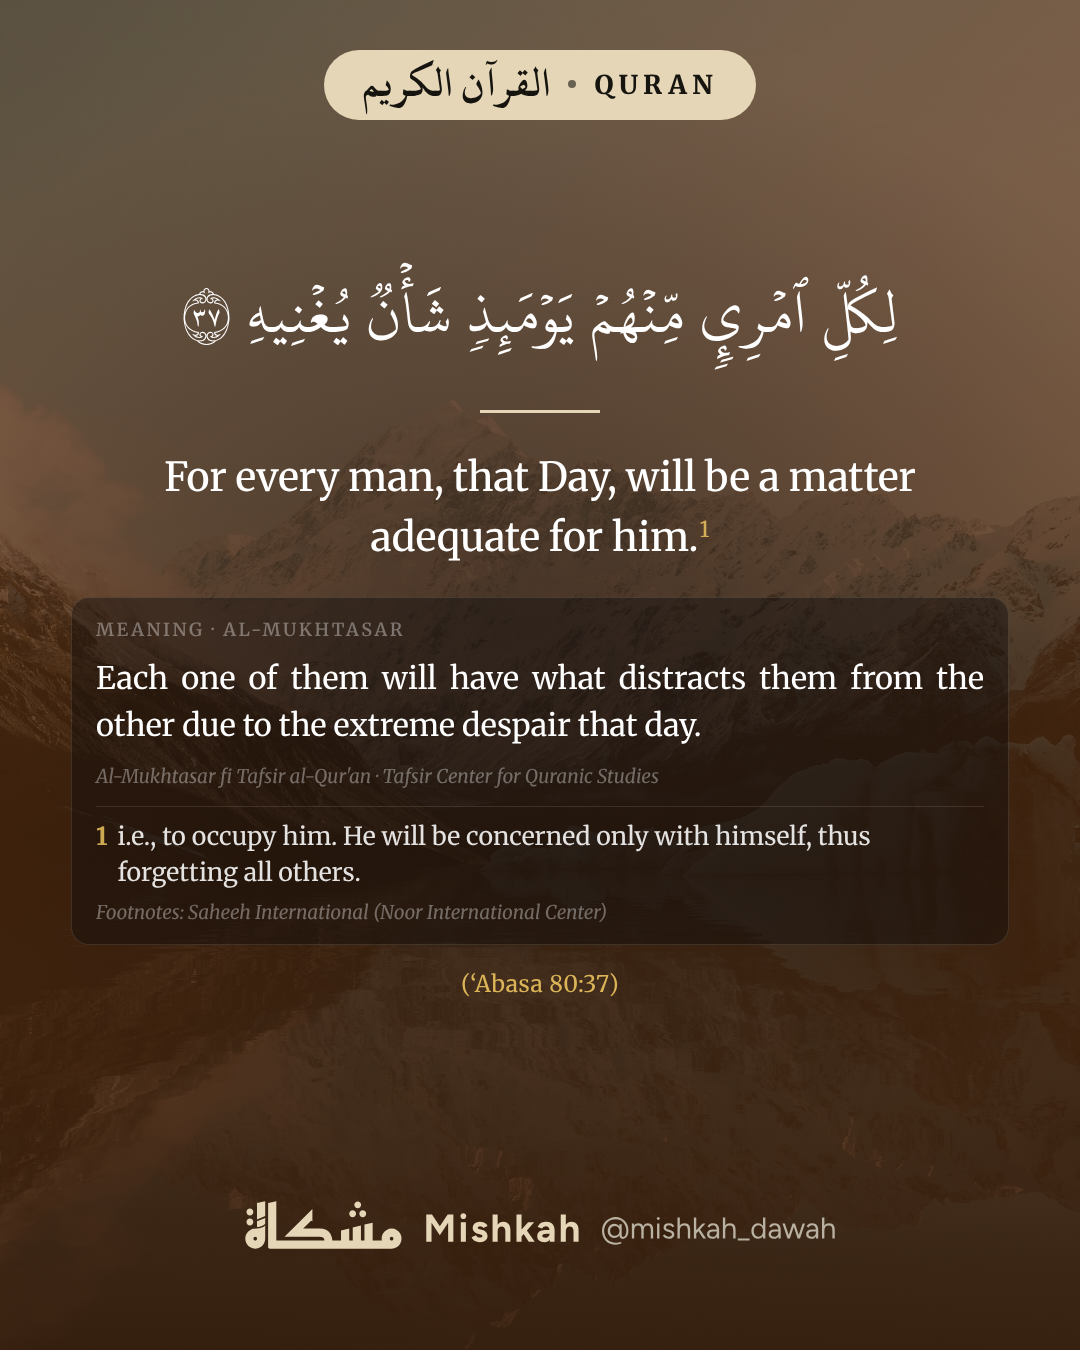 القرآن الكريم • QURAN
لِكُلِّ ٱمْرِئٍ مِّنْهُمْ يَوْمَئِذٍ شَأْنٌ يُغْنِيهِ ٣٧
For every man, that Day, will be a matter
adequate for him.1
MEANING · AL-MUKHTASAR
Each one of them will have what distracts them from the
other due to the extreme despair that day.
Al-Mukhtasar fi Tafsir al-Qur'an · Tafsir Center for Quranic Studies
1 i.e., to occupy him. He will be concerned only with himself, thus
forgetting all others.
Footnotes: Saheeh International (Noor International Center)
(‘Abasa 80:37)
مشكاة Mishkah @mishkah_dawah